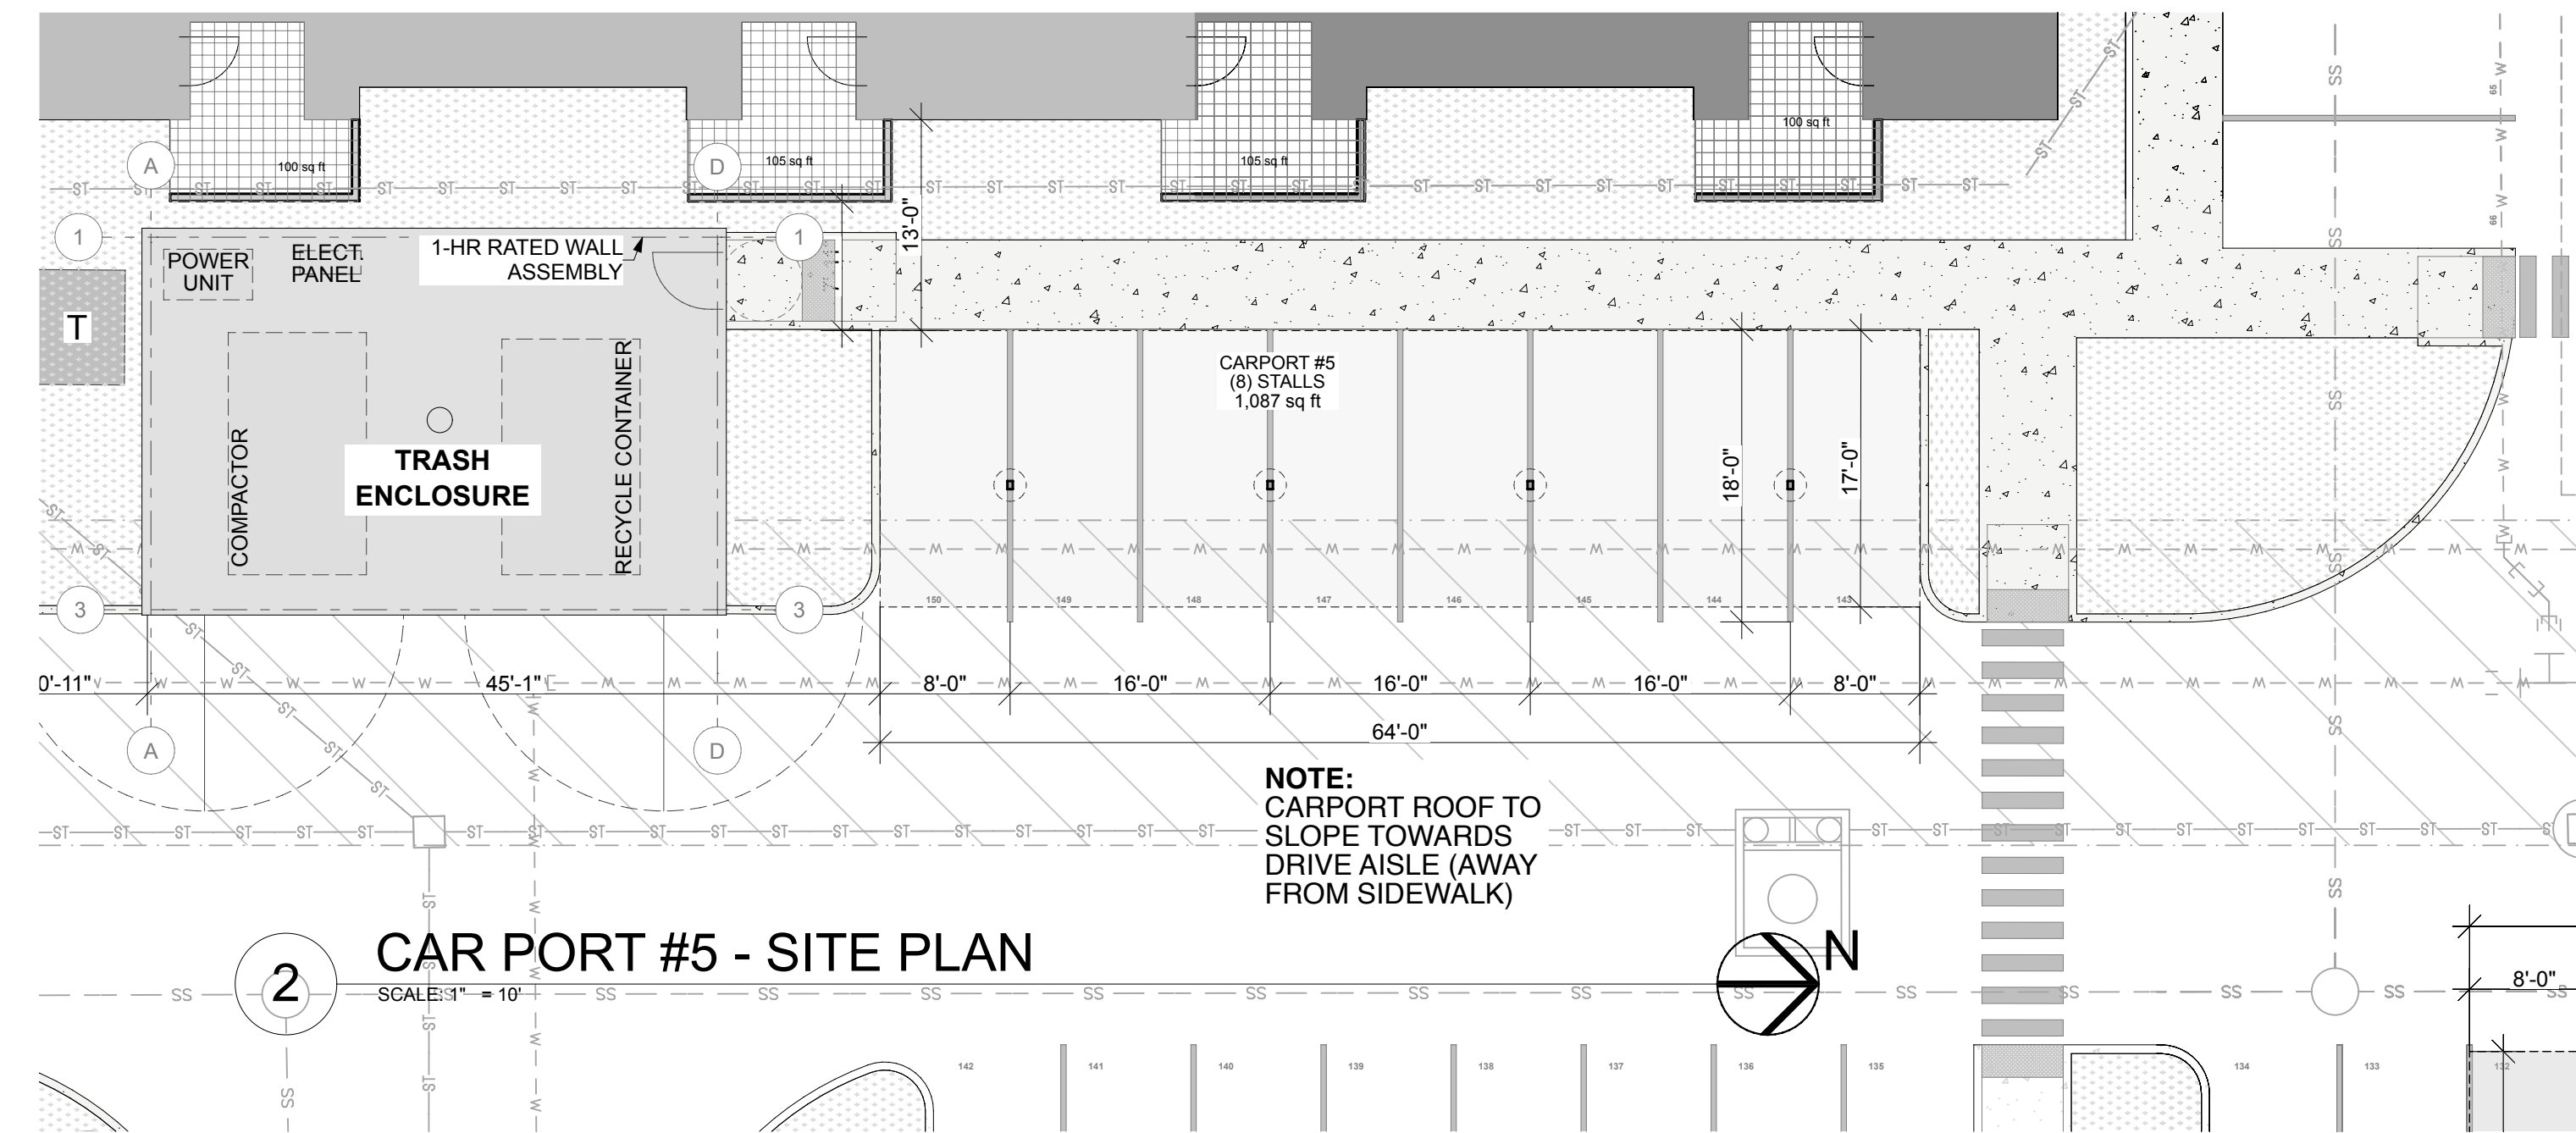 100 sq ft
105 sq ft
105 sq ft
100 sq ft
A
D
1
1
13'-0"
POWER
UNIT
ELECT.
PANEL
1-HR RATED WALL
ASSEMBLY
65
66
T
COMPACTOR
TRASH
ENCLOSURE
RECYCLE CONTAINER
CARPORT #5
(8) STALLS
1,087 sq ft
18'-0"
17'-0"
3
3
150
149
148
147
146
145
144
143
0'-11"
45'-1"
8'-0"
16'-0"
16'-0"
16'-0"
8'-0"
64'-0"
A
D
NOTE:
CARPORT ROOF TO
SLOPE TOWARDS
DRIVE AISLE (AWAY
FROM SIDEWALK)
2
CAR PORT #5 - SITE PLAN
SCALE: 1" = 10'
N
8'-0"
142
141
140
139
138
137
136
135
134
133
132
ST
SS
W